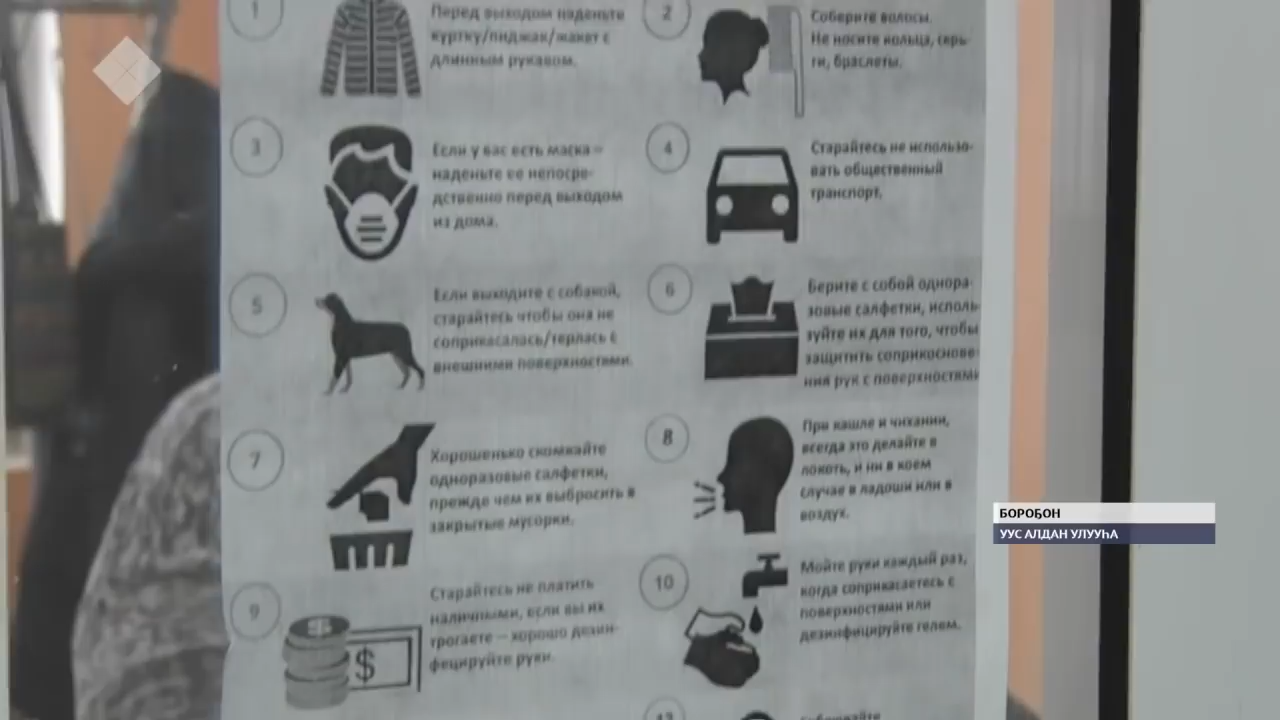 1
Перед выходом наденьте
куртку/пиджак/жакет с
длинным рукавом.
2
Соберите волосы.
Не носите кольца, серь-
ги, браслеты.
3
Если у вас есть маска –
наденьте ее непосре-
дственно перед выходом
из дома.
4
Старайтесь не использо-
вать общественный
транспорт.
5
Если выходите с собакой,
старайтесь чтобы она не
соприкасалась/терлась с
внешними поверхностями.
6
Берите с собой однора-
зовые салфетки, исполь-
зуйте их для того, чтобы
защитить соприкоснове-
ния рук с поверхностями
7
Хорошенько скомкайте
одноразовые салфетки,
прежде чем их выбросить в
закрытые мусорки.
8
При кашле и чихании,
всегда это делайте в
локоть, и ни в коем
случае в ладоши или в
воздух.
9
Старайтесь не платить
наличными, если вы их
трогаете – хорошо дезин-
фецируйте руки.
$
$
10
Мойте руки каждый раз,
когда соприкасаетесь с
поверхностями или
дезинфицируйте гелем.
БОРОҔОН
УУС АЛДАН УЛУУҺА